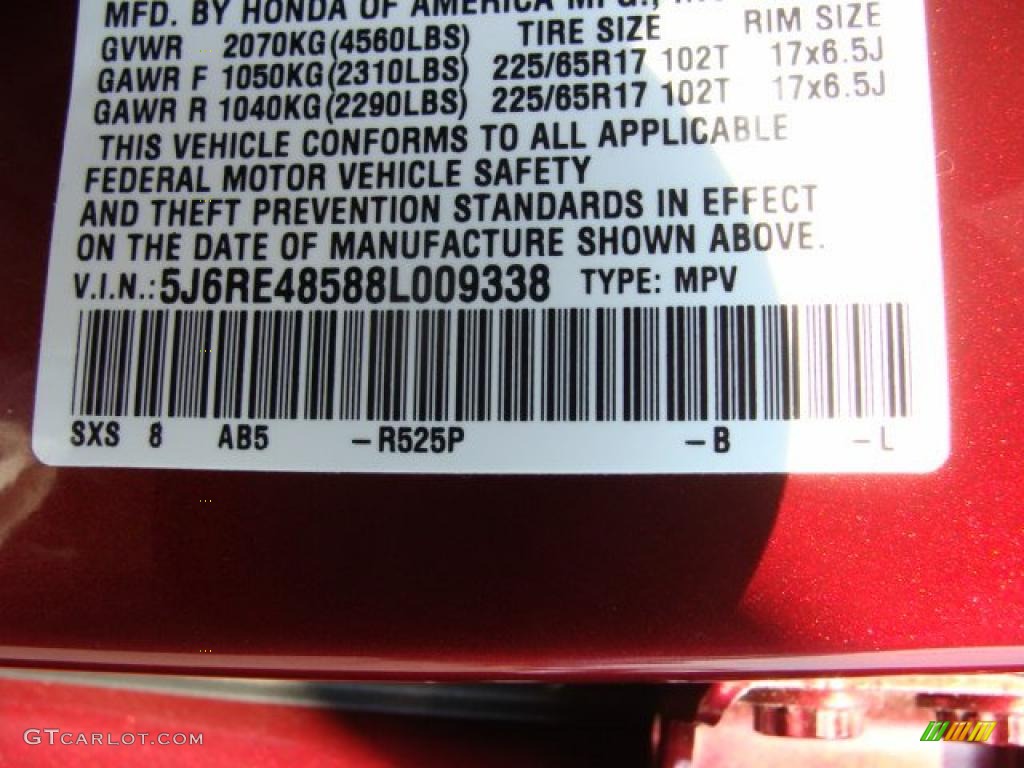 MFD. BY HONDA OF AMERICA MFG.,
TIRE SIZE RIM SIZE
GVWR 2070KG(4560LBS)
GAWR F 1050KG(2310LBS) 225/65R17 102T 17x6.5J
GAWR R 1040KG(2290LBS) 225/65R17 102T 17x6.5J
THIS VEHICLE CONFORMS TO ALL APPLICABLE
FEDERAL MOTOR VEHICLE SAFETY
AND THEFT PREVENTION STANDARDS IN EFFECT
ON THE DATE OF MANUFACTURE SHOWN ABOVE.
V.I.N.: 5J6RE48588L009338 TYPE: MPV
SXS 8 AB5 -R525P -B -L
GTCARLOT.COM